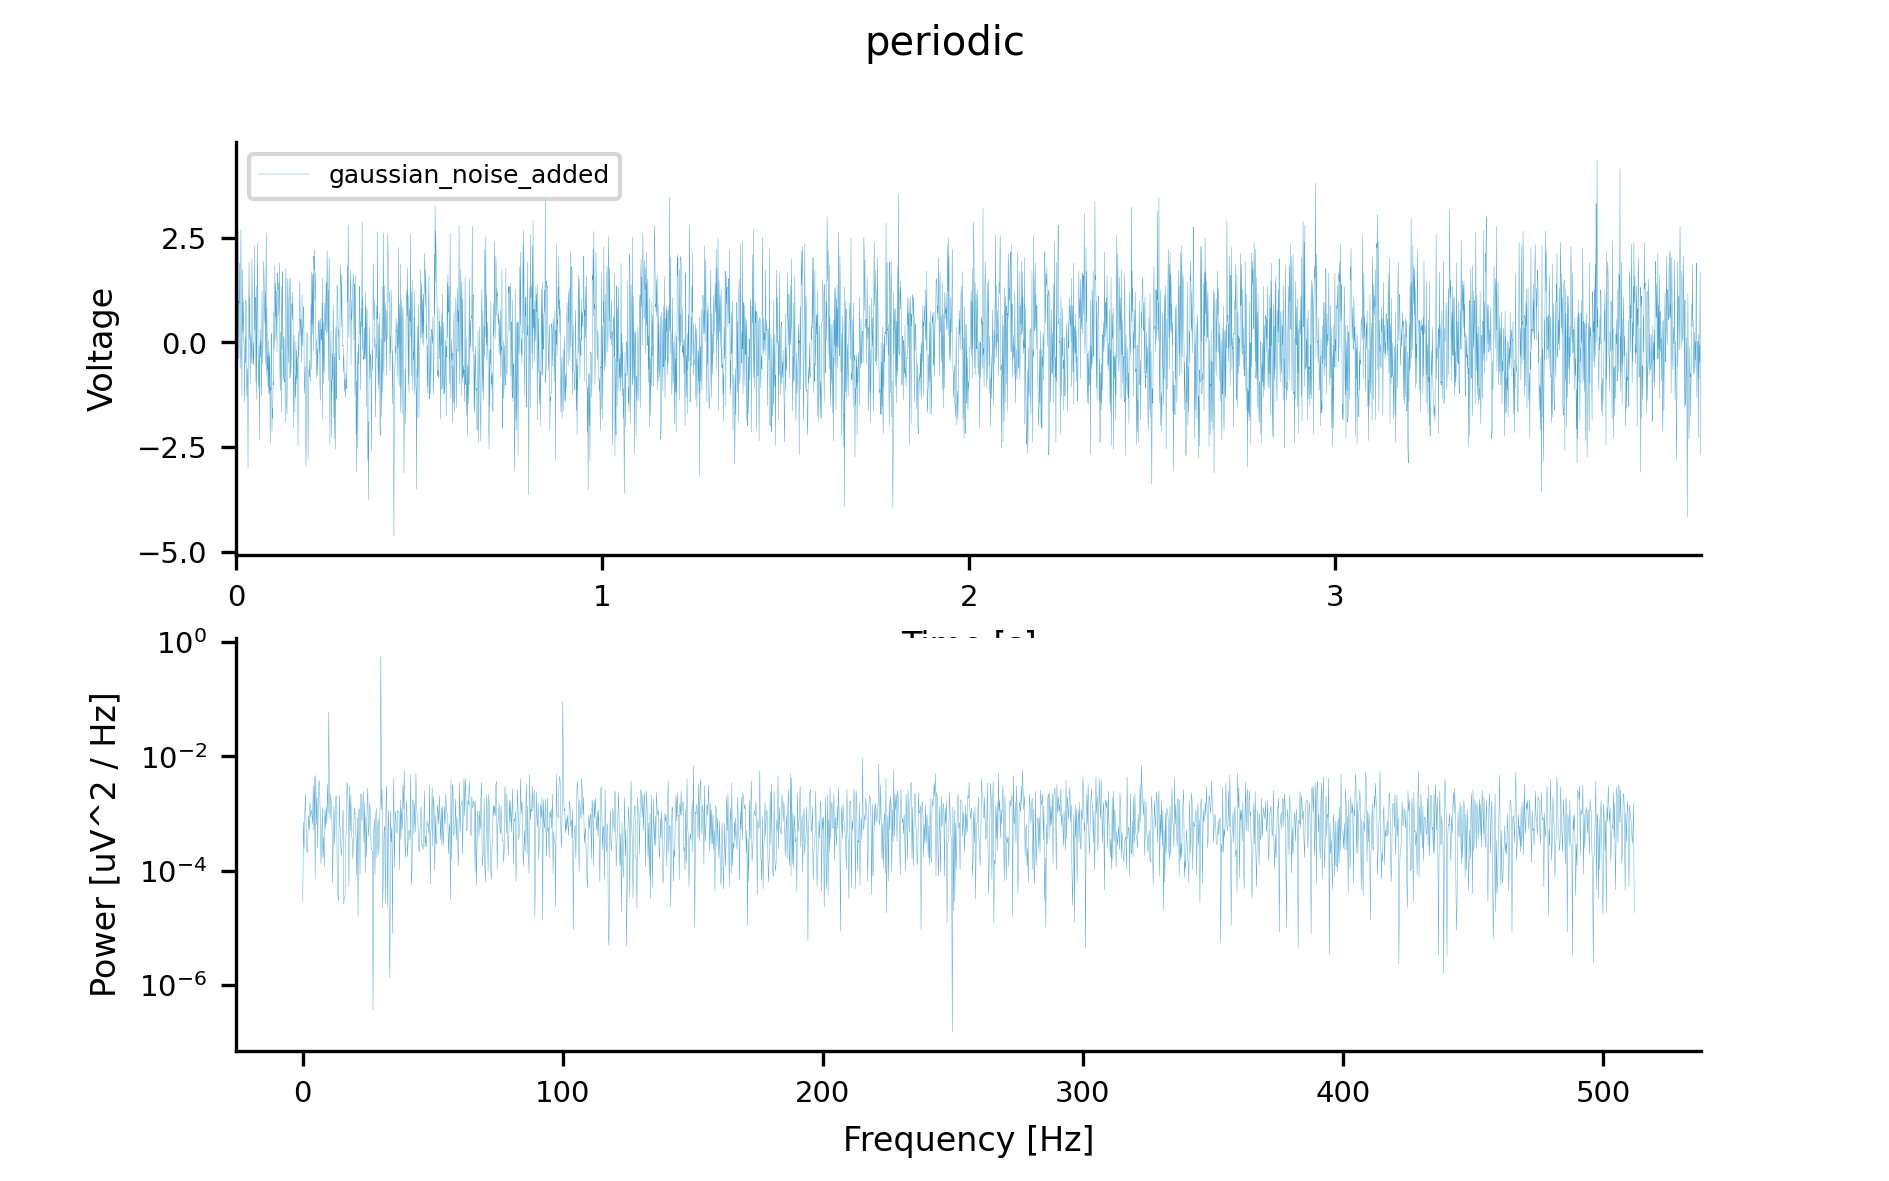 periodic
gaussian_noise_added
Voltage
2.5
0.0
−2.5
−5.0
0 1 2 3
Time [s]
Power [uV^2 / Hz]
10^0
10^−2
10^−4
10^−6
0 100 200 300 400 500
Frequency [Hz]